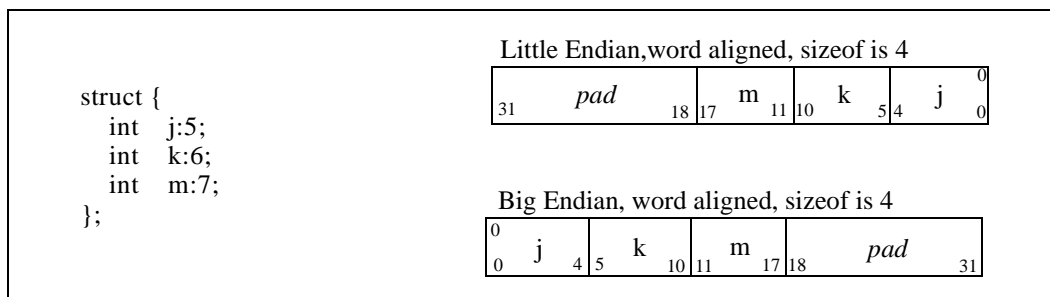 struct {
int j:5;
int k:6;
int m:7;
};
Little Endian,word aligned, sizeof is 4
0
pad m k j
31 18 17 11 10 5 4 0
Big Endian, word aligned, sizeof is 4
0
j k m pad
0 4 5 10 11 17 18 31